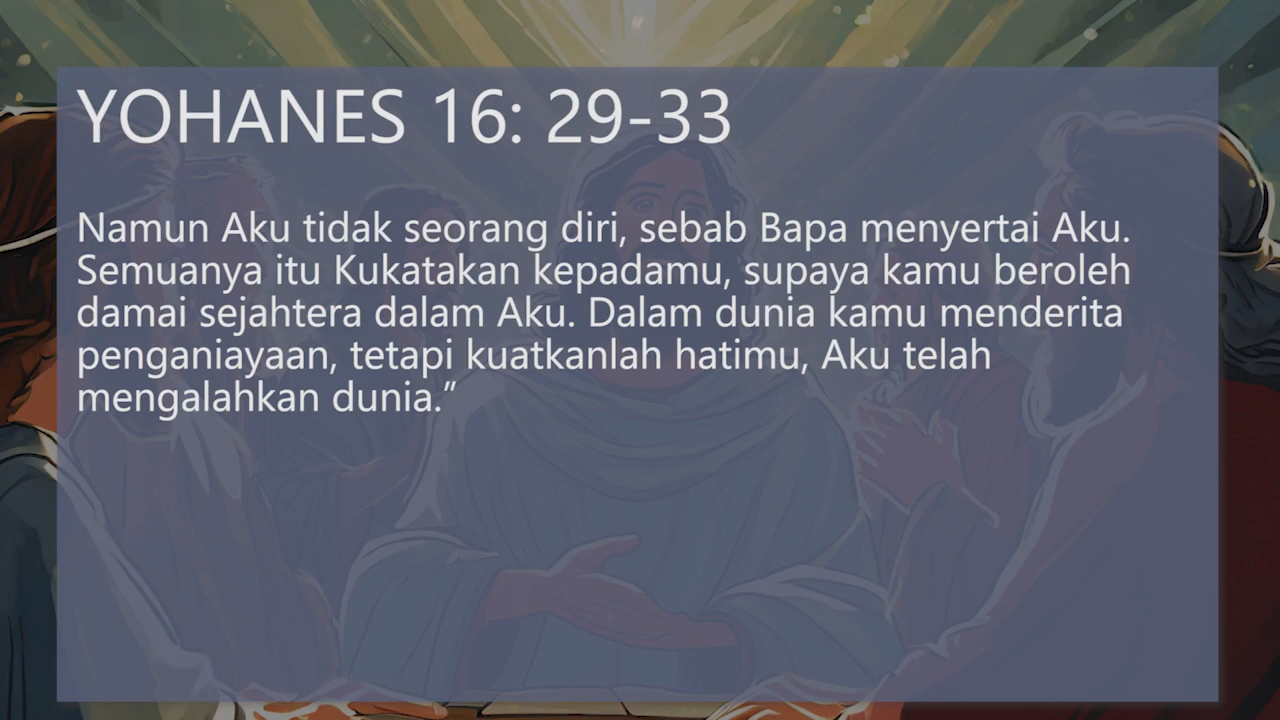 YOHANES 16: 29-33
Namun Aku tidak seorang diri, sebab Bapa menyertai Aku.
Semuanya itu Kukatakan kepadamu, supaya kamu beroleh
damai sejahtera dalam Aku. Dalam dunia kamu menderita
penganiayaan, tetapi kuatkanlah hatimu, Aku telah
mengalahkan dunia.”